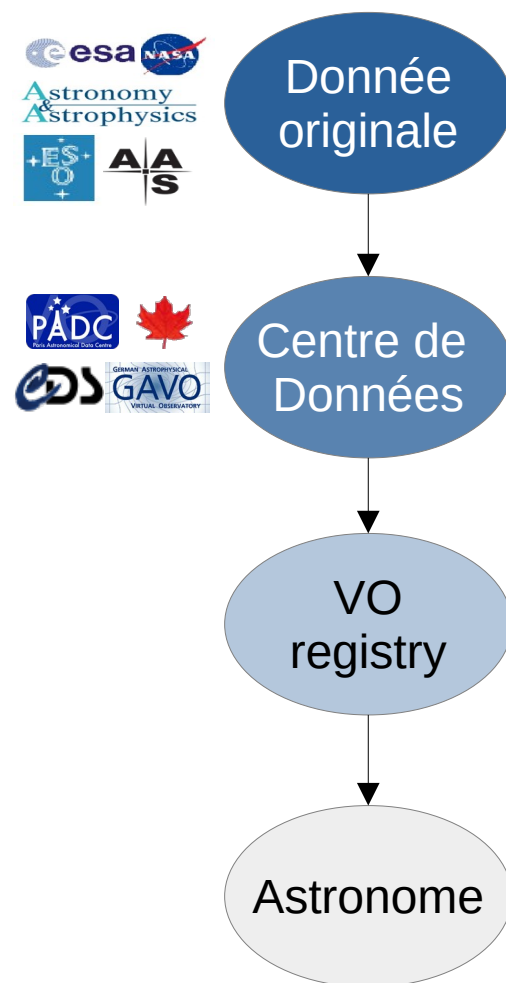 esa NASA
Astronomy
&
Astrophysics
ES
O
A A
S
Donnée
originale
PADC
Paris Astronomical Data Centre
CDS
GERMAN ASTROPHYSICAL
GAVO
VIRTUAL OBSERVATORY
Centre de
Données
VO
registry
Astronome